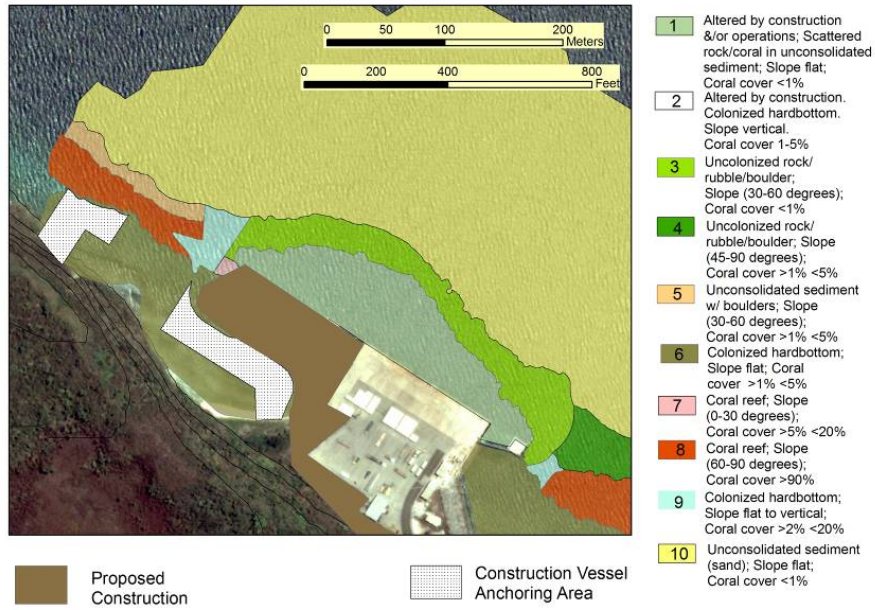 0 50 100 200
Meters
0 200 400 800
Feet
1 Altered by construction
&/or operations; Scattered
rock/coral in unconsolidated
sediment; Slope flat;
Coral cover <1%
2 Altered by construction.
Colonized hardbottom.
Slope vertical.
Coral cover 1-5%
3 Uncolonized rock/
rubble/boulder;
Slope (30-60 degrees);
Coral cover <1%
4 Uncolonized rock/
rubble/boulder; Slope
(45-90 degrees);
Coral cover >1% <5%
5 Unconsolidated sediment
w/ boulders; Slope
(30-60 degrees);
Coral cover >1% <5%
6 Colonized hardbottom;
Slope flat; Coral
cover >1% <5%
7 Coral reef; Slope
(0-30 degrees);
Coral cover >5% <20%
8 Coral reef; Slope
(60-90 degrees);
Coral cover >90%
9 Colonized hardbottom;
Slope flat to vertical;
Coral cover >2% <20%
10 Unconsolidated sediment
(sand); Slope flat;
Coral cover <1%
Proposed
Construction
Construction Vessel
Anchoring Area